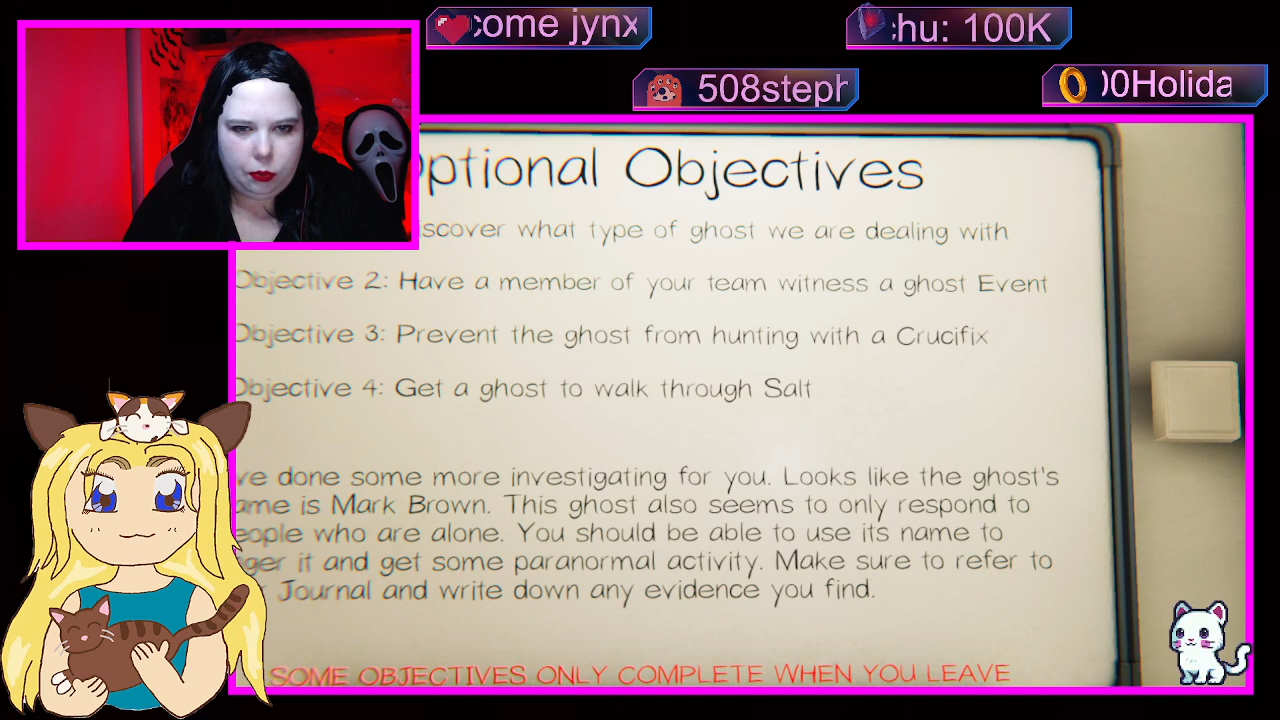 come jynx
hu: 100K
508steph
0Holida
ptional Objectives
scover what type of ghost we are dealing with
Objective 2: Have a member of your team witness a ghost Event
Objective 3: Prevent the ghost from hunting with a Crucifix
Objective 4: Get a ghost to walk through Salt
ve done some more investigating for you. Looks like the ghost's
ame is Mark Brown. This ghost also seems to only respond to
eople who are alone. You should be able to use its name to
ger it and get some paranormal activity. Make sure to refer to
Journal and write down any evidence you find.
SOME OBJECTIVES ONLY COMPLETE WHEN YOU LEAVE